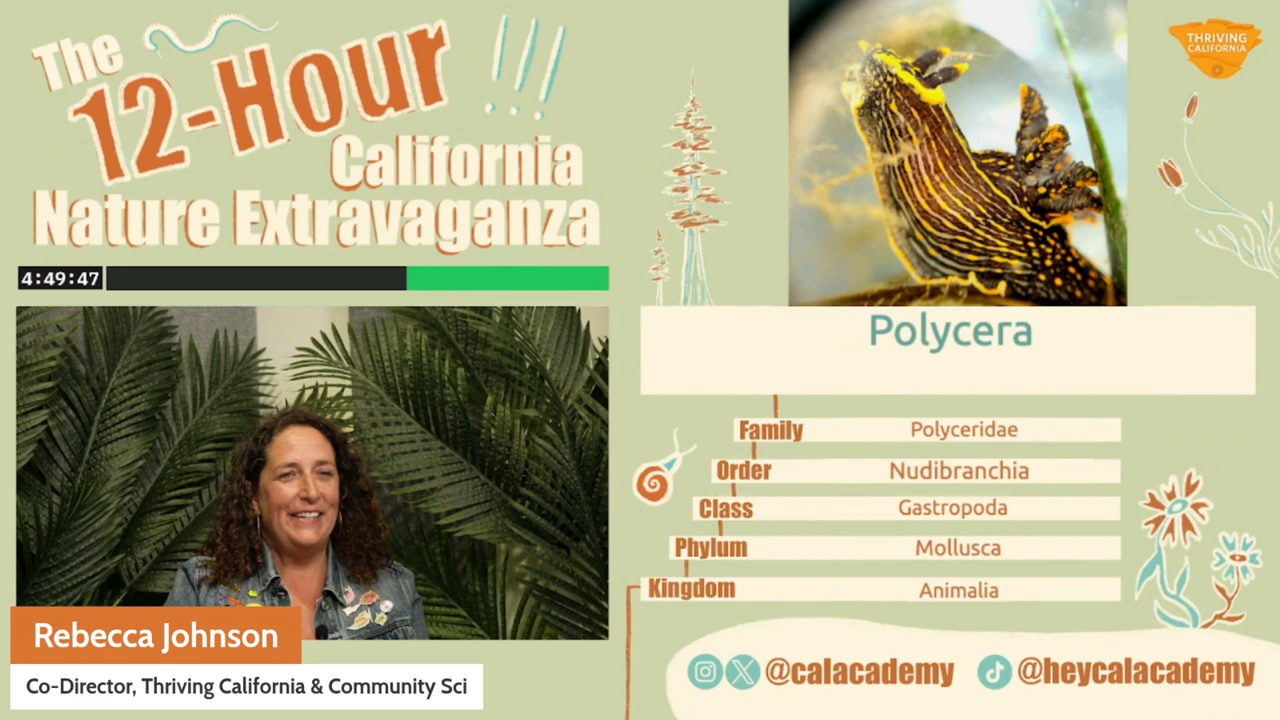 The
12-Hour !!!
California
Nature Extravaganza
4:49:47
Rebecca Johnson
Co-Director, Thriving California & Community Sci
THRIVING
CALIFORNIA
Polycera
Family Polyceridae
Order Nudibranchia
Class Gastropoda
Phylum Mollusca
Kingdom Animalia
@calacademy @heycalacademy